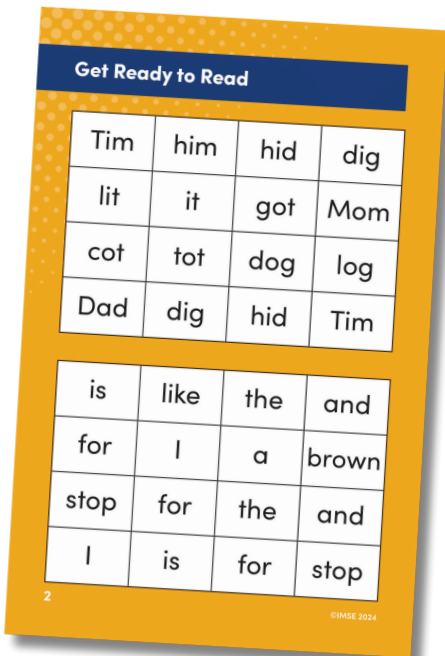 Get Ready to Read
Tim him hid dig
lit it got Mom
cot tot dog log
Dad dig hid Tim
is like the and
for I a brown
stop for the and
I is for stop
2
©IMSE 2024